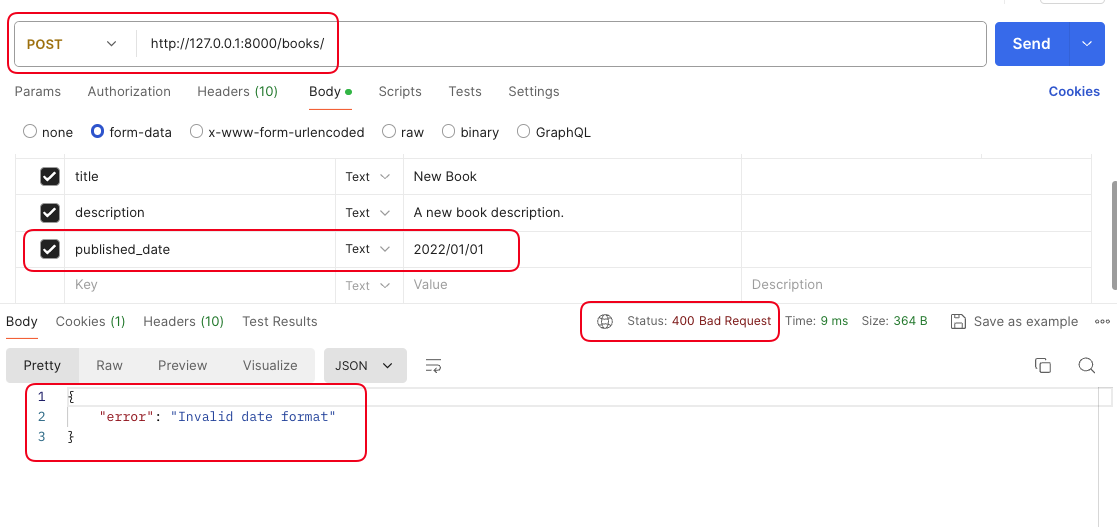 POST http://127.0.0.1:8000/books/ Send
Params Authorization Headers (10) Body Scripts Tests Settings Cookies
none form-data x-www-form-urlencoded raw binary GraphQL
title Text New Book
description Text A new book description.
published_date Text 2022/01/01
Key Text Value Description
Body Cookies (1) Headers (10) Test Results Status: 400 Bad Request Time: 9 ms Size: 364 B Save as example
Pretty Raw Preview Visualize JSON
1 {
2 "error": "Invalid date format"
3 }